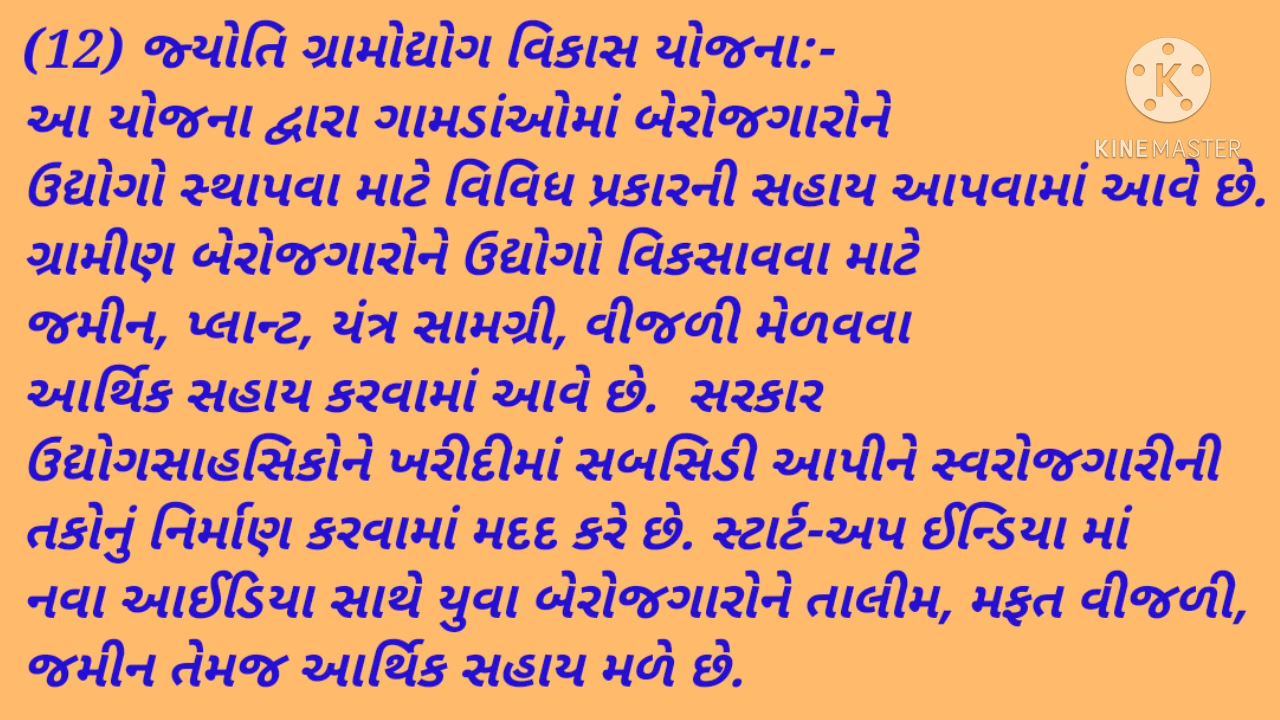 (12) જ્યોતિ ગ્રામોદ્યોગ વિકાસ યોજના:-
આ યોજના દ્વારા ગામડાંઓમાં બેરોજગારોને
ઉદ્યોગો સ્થાપવા માટે વિવિધ પ્રકારની સહાય આપવામાં આવે છે.
ગ્રામીણ બેરોજગારોને ઉદ્યોગો વિકસાવવા માટે
જમીન, પ્લાન્ટ, યંત્ર સામગ્રી, વીજળી મેળવવા
આર્થિક સહાય કરવામાં આવે છે. સરકાર
ઉદ્યોગસાહસિકોને ખરીદીમાં સબસિડી આપીને સ્વરોજગારીની
તકોનું નિર્માણ કરવામાં મદદ કરે છે. સ્ટાર્ટ-અપ ઈન્ડિયા માં
નવા આઈડિયા સાથે યુવા બેરોજગારોને તાલીમ, મફત વીજળી,
જમીન તેમજ આર્થિક સહાય મળે છે.
K
KINEMASTER